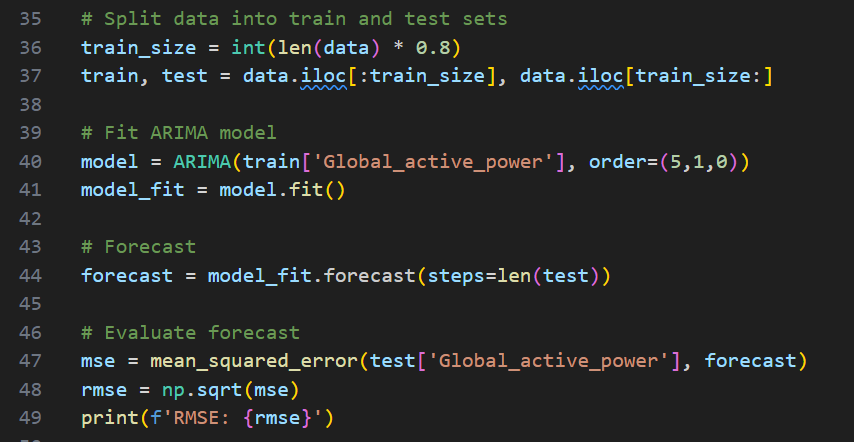 35 # Split data into train and test sets
36 train_size = int(len(data) * 0.8)
37 train, test = data.iloc[:train_size], data.iloc[train_size:]
38
39 # Fit ARIMA model
40 model = ARIMA(train['Global_active_power'], order=(5,1,0))
41 model_fit = model.fit()
42
43 # Forecast
44 forecast = model_fit.forecast(steps=len(test))
45
46 # Evaluate forecast
47 mse = mean_squared_error(test['Global_active_power'], forecast)
48 rmse = np.sqrt(mse)
49 print(f'RMSE: {rmse}')